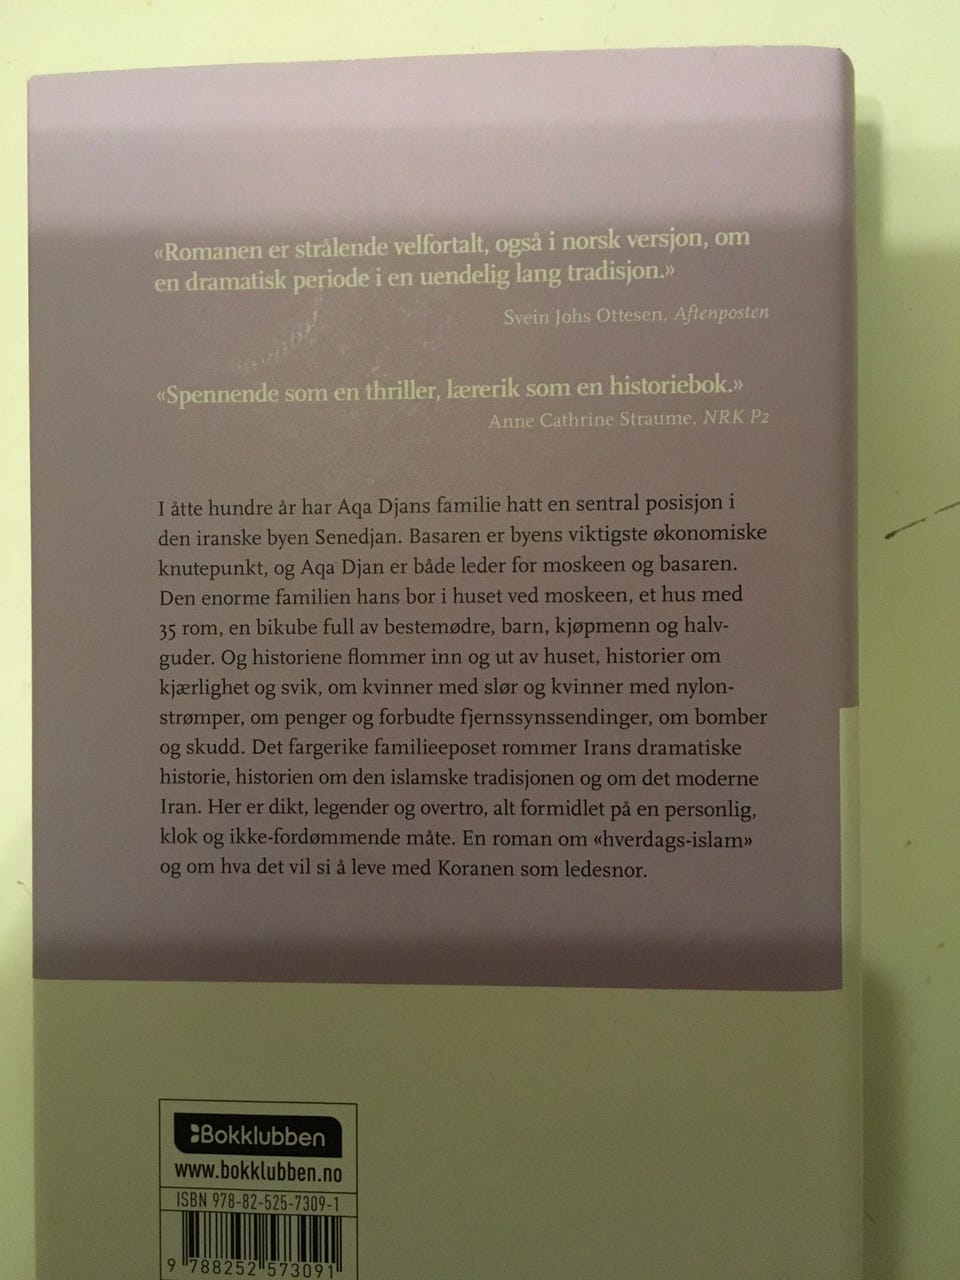 «Romanen er strålende velfortalt, også i norsk versjon, om
en dramatisk periode i en uendelig lang tradisjon.»
Svein Johs Ottesen, Aftenposten
«Spennende som en thriller, lærerik som en historiebok.»
Anne Cathrine Straume, NRK P2
I åtte hundre år har Aqa Djans familie hatt en sentral posisjon i
den iranske byen Senedjan. Basaren er byens viktigste økonomiske
knutepunkt, og Aqa Djan er både leder for moskeen og basaren.
Den enorme familien hans bor i huset ved moskeen, et hus med
35 rom, en bikube full av bestemødre, barn, kjøpmenn og halv-
guder. Og historiene flommer inn og ut av huset, historier om
kjærlighet og svik, om kvinner med slør og kvinner med nylon-
strømper, om penger og forbudte fjernssynssendinger, om bomber
og skudd. Det fargerike familieeposet rommer Irans dramatiske
historie, historien om den islamske tradisjonen og om det moderne
Iran. Her er dikt, legender og overtro, alt formidlet på en personlig,
klok og ikke-fordømmende måte. En roman om «hverdags-islam»
og om hva det vil si å leve med Koranen som ledesnor.
Bokklubben
www.bokklubben.no
ISBN 978-82-525-7309-1
9 788252 573091